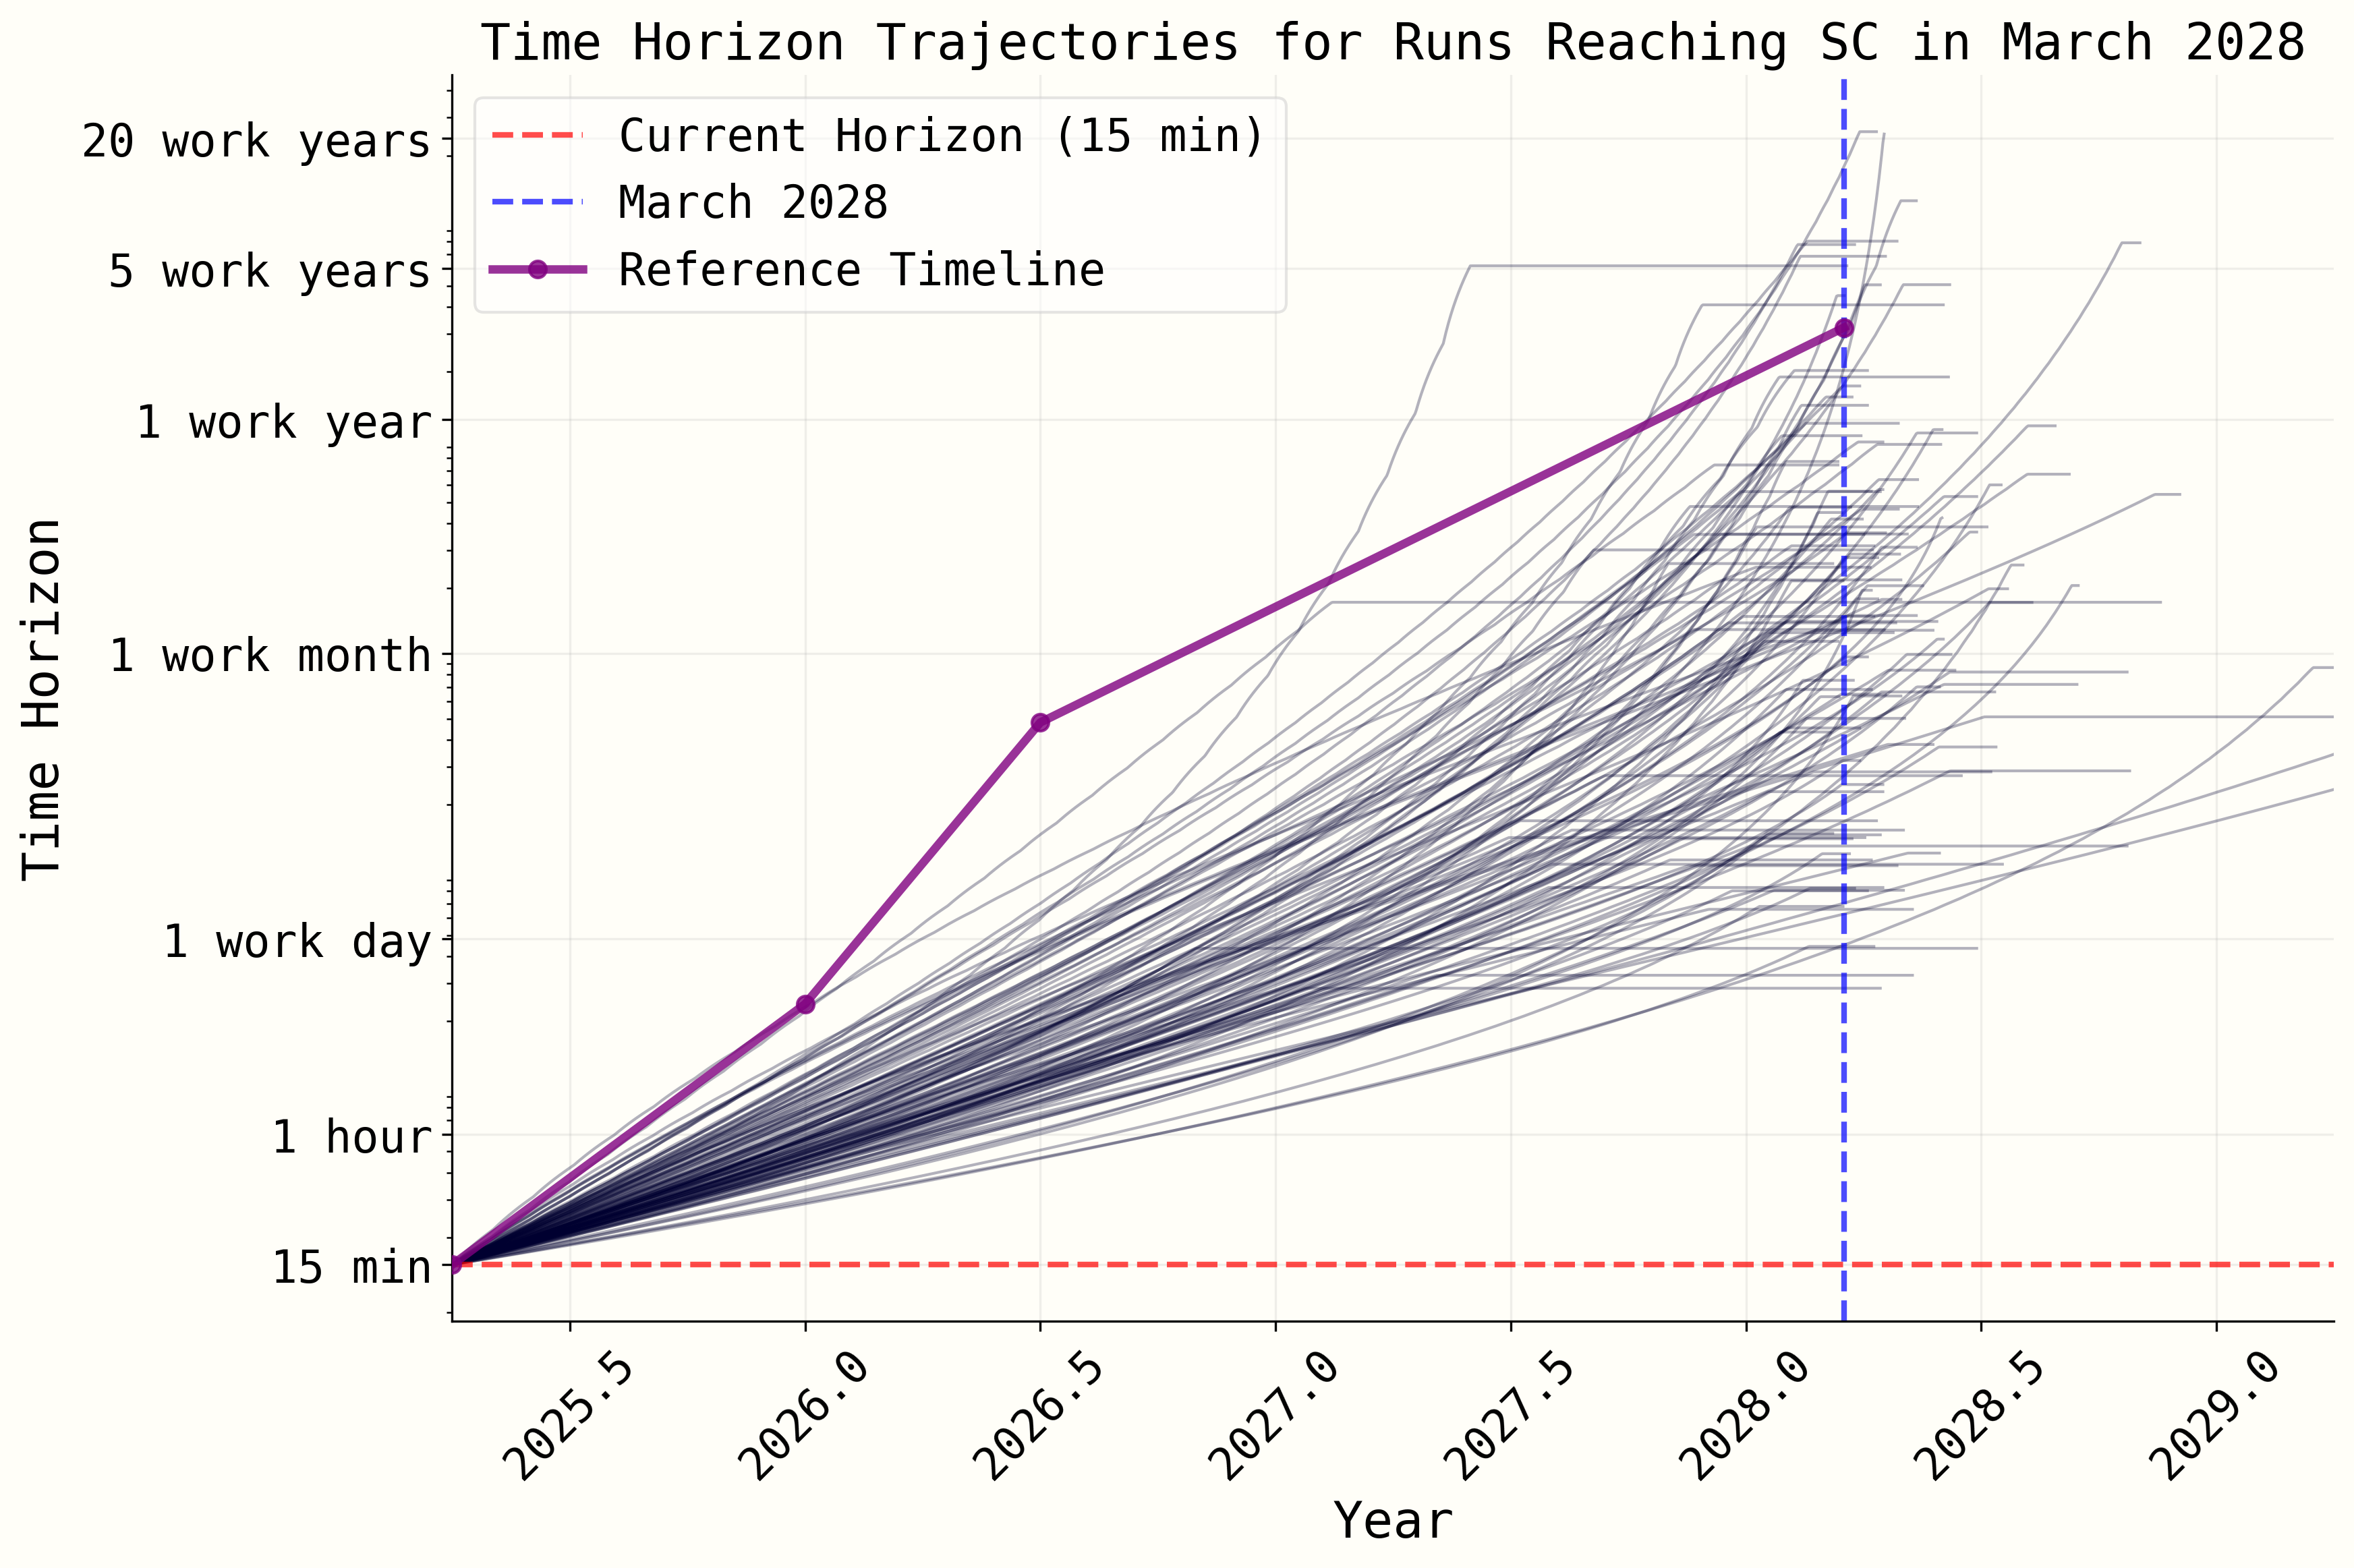 Time Horizon Trajectories for Runs Reaching SC in March 2028
Current Horizon (15 min)
March 2028
Reference Timeline
20 work years
5 work years
1 work year
1 work month
1 work day
1 hour
15 min
Time Horizon
2025.5
2026.0
2026.5
2027.0
2027.5
2028.0
2028.5
2029.0
Year